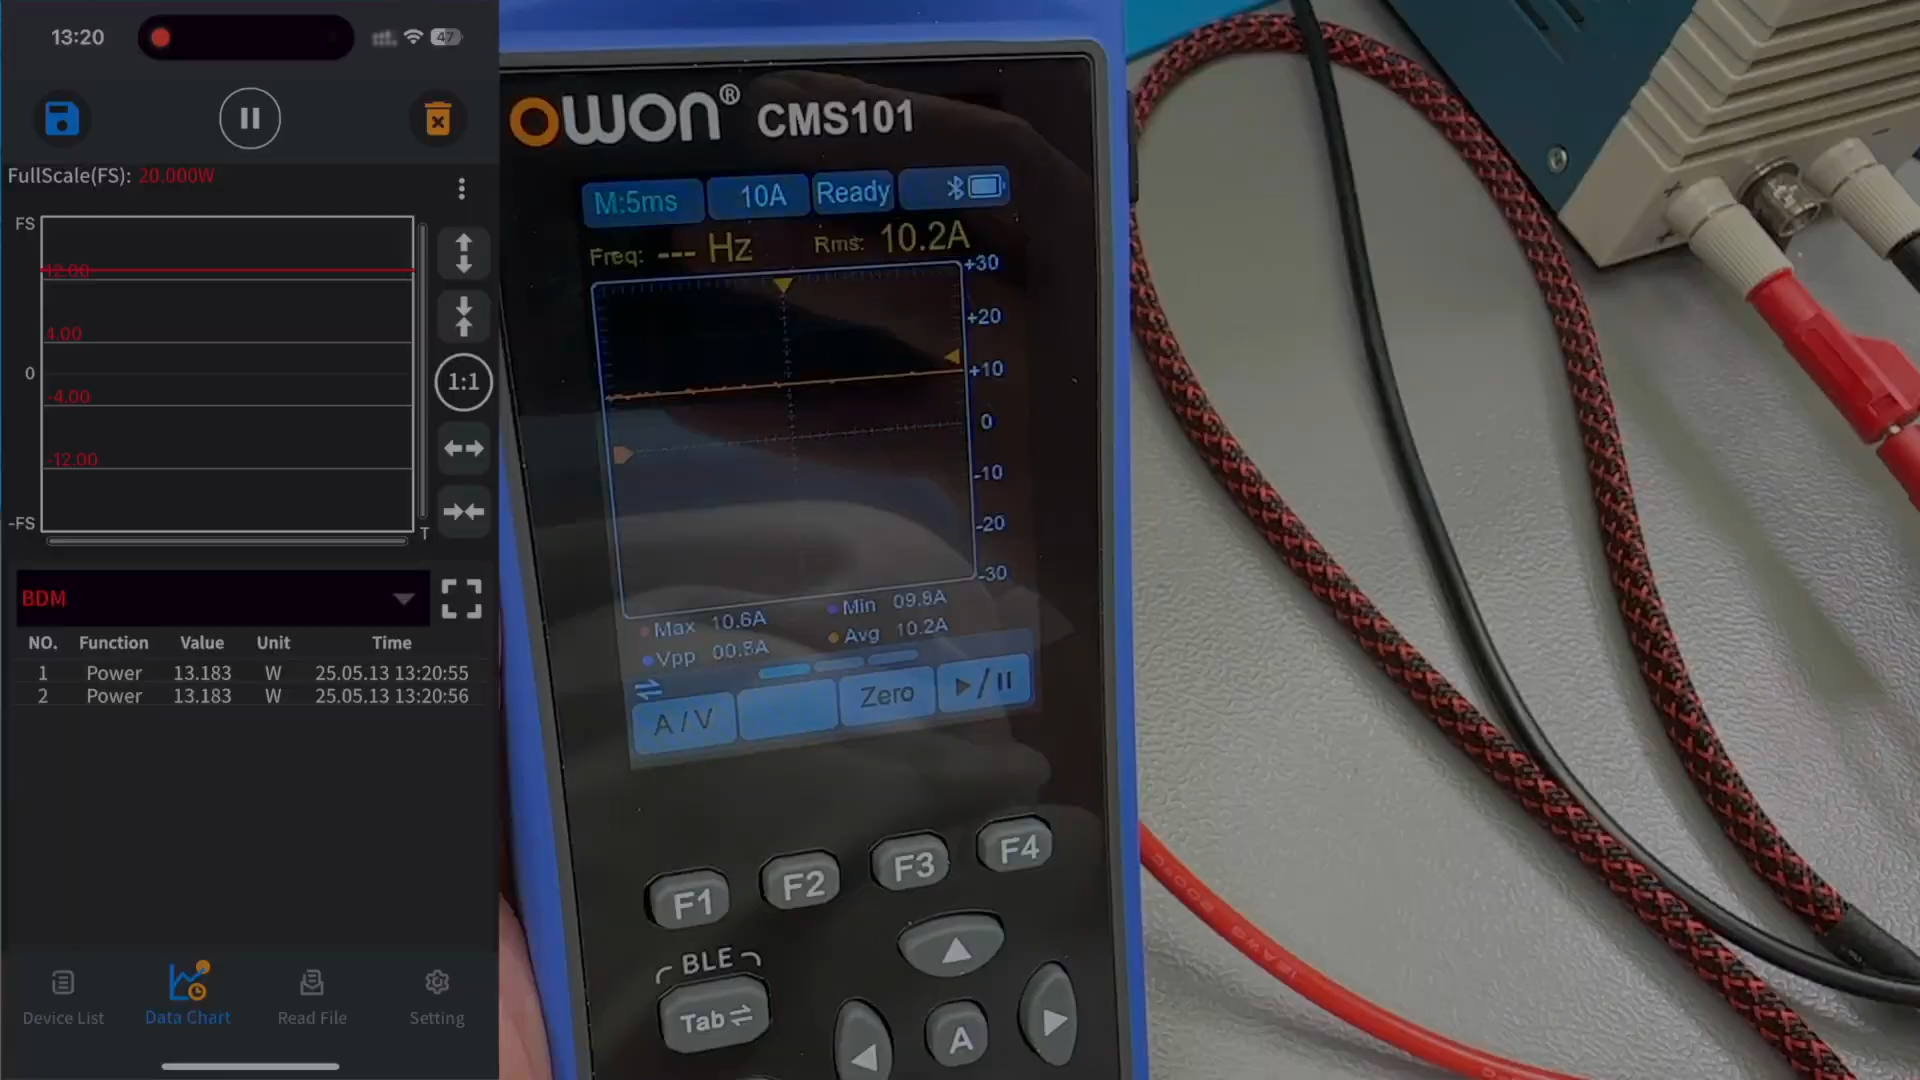 13:20
47
FullScale(FS): 20.000W
FS
12.00
4.00
0
-4.00
-12.00
-FS
T
1:1
BDM
NO. Function Value Unit Time
1 Power 13.183 W 25.05.13 13:20:55
2 Power 13.183 W 25.05.13 13:20:56
Device List
Data Chart
Read File
Setting
OWON® CMS101
M:5ms 10A Ready
Freq: --- Hz Rms: 10.2A
+30
+20
+10
0
-10
-20
-30
Max 10.6A Min 09.8A
Vpp 00.8A Avg 10.2A
A/V Zero ▶/II
F1 F2 F3 F4
BLE
Tab
A
+
-